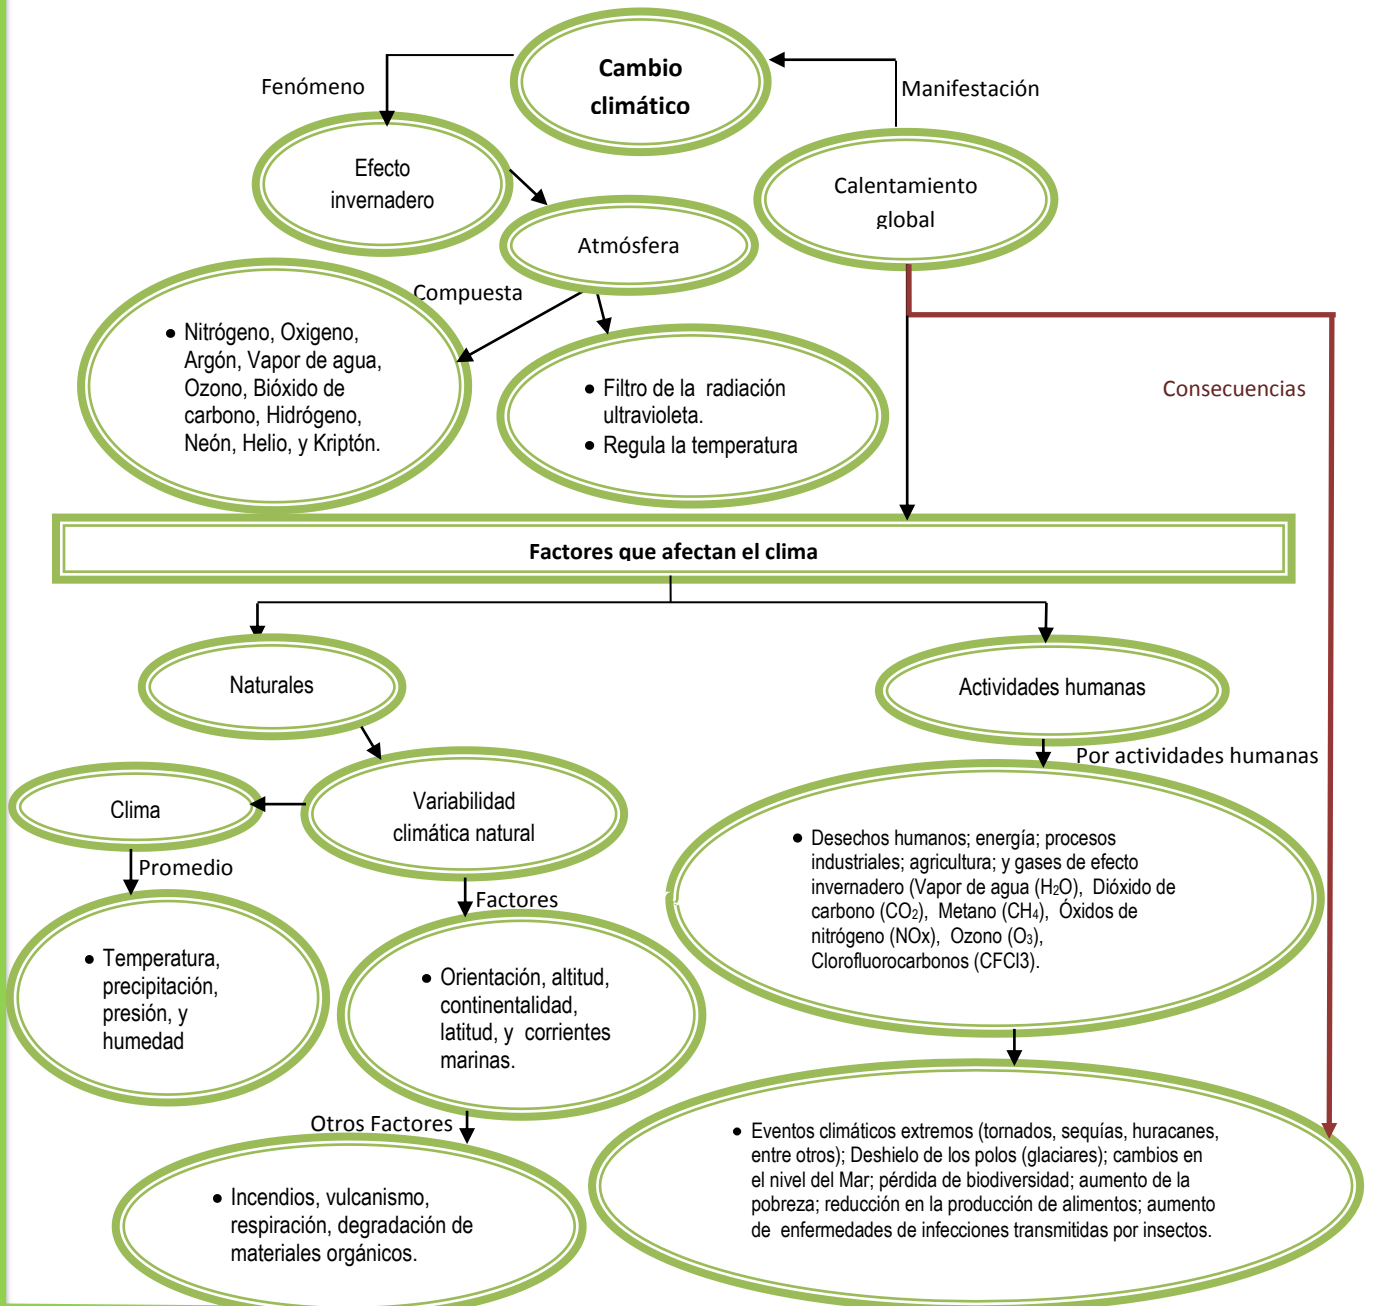 Cambio
climático
Fenómeno
Manifestación
Efecto
invernadero
Calentamiento
global
Atmósfera
Compuesta
• Nitrógeno, Oxigeno,
Argón, Vapor de agua,
Ozono, Bióxido de
carbono, Hidrógeno,
Neón, Helio, y Kriptón.
• Filtro de la radiación
ultravioleta.
• Regula la temperatura
Consecuencias
Factores que afectan el clima
Naturales
Actividades humanas
Por actividades humanas
Clima
Variabilidad
climática natural
Promedio
Factores
• Desechos humanos; energía; procesos
industriales; agricultura; y gases de efecto
invernadero (Vapor de agua (H₂O), Dióxido de
carbono (CO₂), Metano (CH₄), Óxidos de
nitrógeno (NOx), Ozono (O₃),
Clorofluorocarbonos (CFCl3).
• Temperatura,
precipitación,
presión, y
humedad
• Orientación, altitud,
continentalidad,
latitud, y corrientes
marinas.
Otros Factores
• Incendios, vulcanismo,
respiración, degradación de
materiales orgánicos.
• Eventos climáticos extremos (tornados, sequías, huracanes,
entre otros); Deshielo de los polos (glaciares); cambios en
el nivel del Mar; pérdida de biodiversidad; aumento de la
pobreza; reducción en la producción de alimentos; aumento
de enfermedades de infecciones transmitidas por insectos.